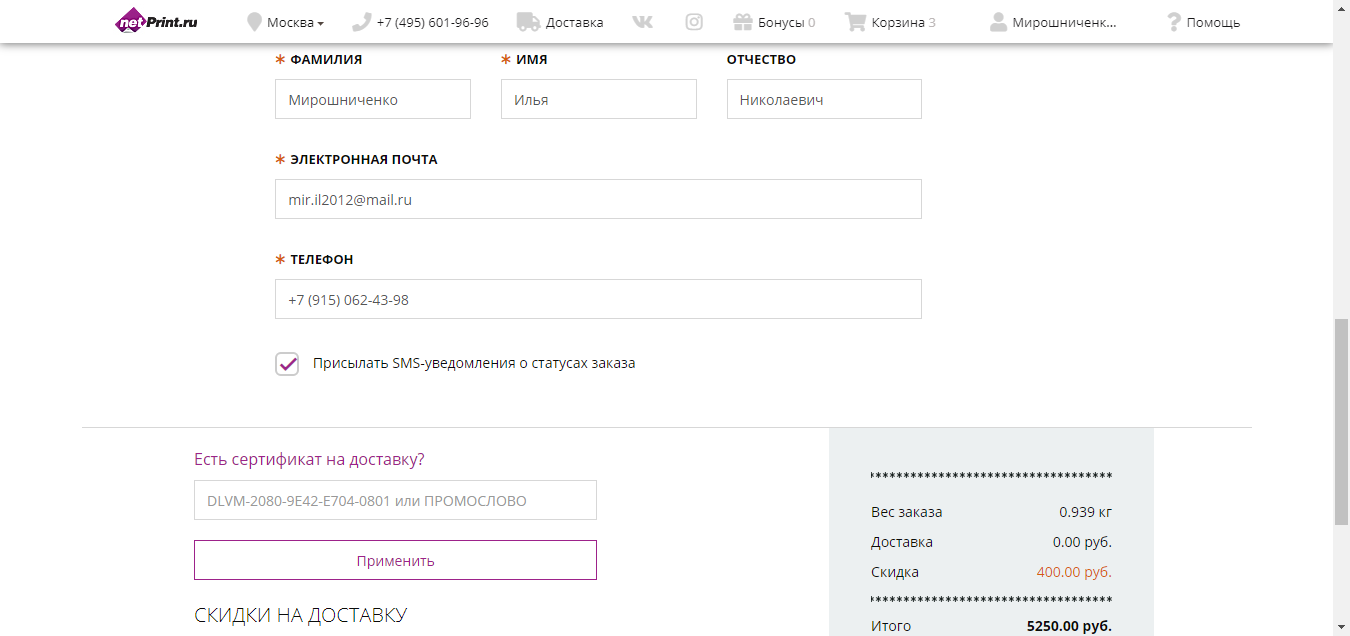 netPrint.ru Москва +7 (495) 601-96-96 Доставка Бонусы 0 Корзина 3 Мирошниченк... ? Помощь
* ФАМИЛИЯ * ИМЯ ОТЧЕСТВО
Мирошниченко Илья Николаевич
* ЭЛЕКТРОННАЯ ПОЧТА
mir.il2012@mail.ru
* ТЕЛЕФОН
+7 (915) 062-43-98
Присылать SMS-уведомления о статусах заказа
Есть сертификат на доставку?
DLVM-2080-9E42-E704-0801 или ПРОМОСЛОВО
Применить
СКИДКИ НА ДОСТАВКУ
Вес заказа 0.939 кг
Доставка 0.00 руб.
Скидка 400.00 руб.
Итого 5250.00 руб.